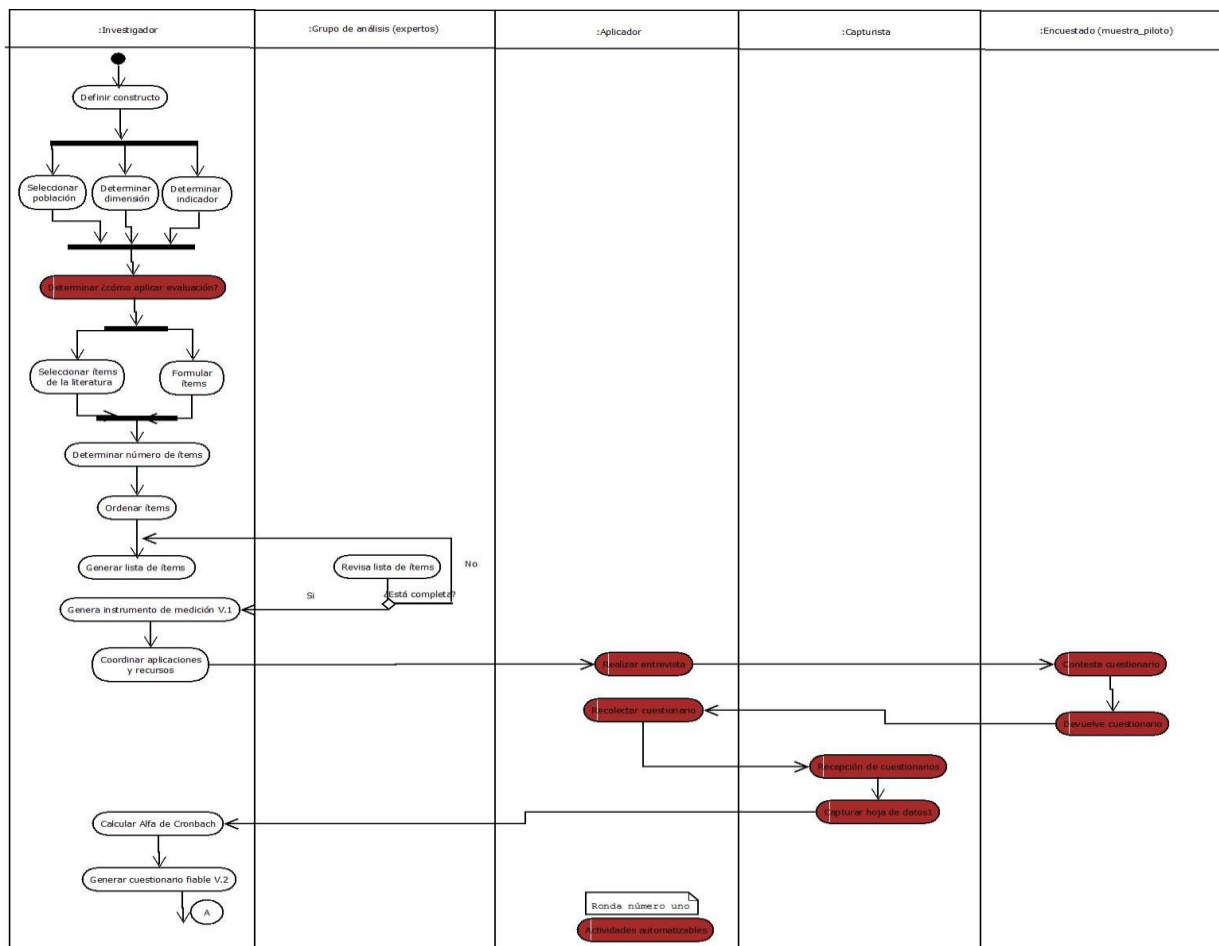 :Investigador
:Grupo de análisis (expertos)
:Aplicador
:Capturista
:Encuestado (muestra_piloto)
Definir constructo
Seleccionar
población
Determinar
dimensión
Determinar
indicador
Determinar ¿cómo aplicar evaluación?
Seleccionar ítems
de la literatura
Formular
ítems
Determinar número de ítems
Ordenar ítems
Generar lista de ítems
Revisa lista de ítems
No
¿Está completa?
Si
Genera instrumento de medición V.1
Coordinar aplicaciones
y recursos
Realizar entrevista
Contesta cuestionario
Recolectar cuestionario
Devuelve cuestionario
Recepción de cuestionarios
Capturar hoja de datos1
Calcular Alfa de Cronbach
Generar cuestionario fiable V.2
A
Ronda número uno
Actividades automatizables